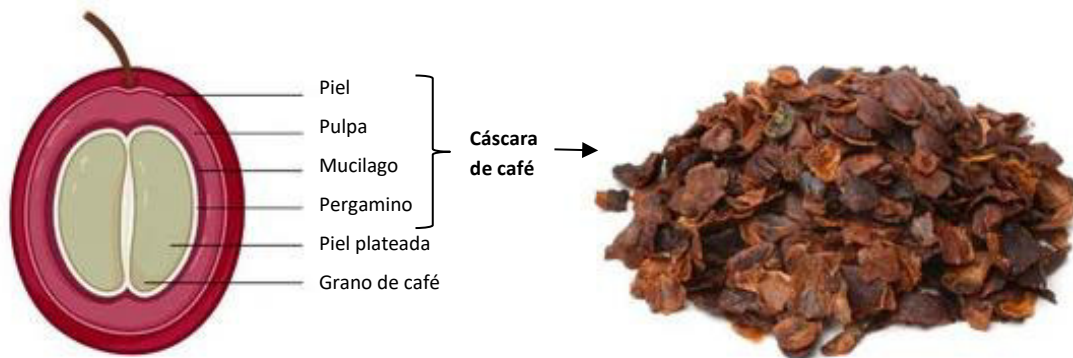 Piel
Pulpa
Mucilago
Pergamino
Piel plateada
Grano de café
Cáscara
de café